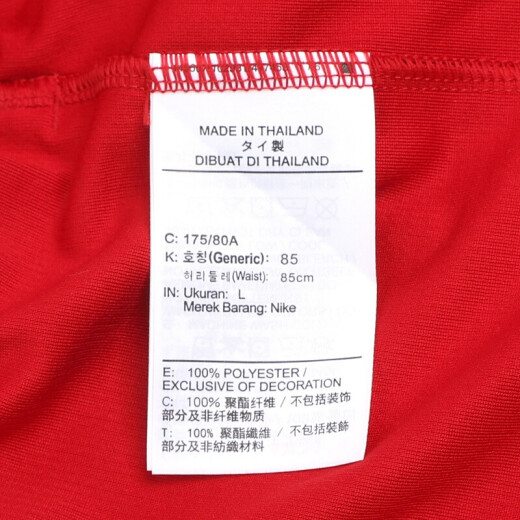 MADE IN THAILAND
タイ製
DIBUAT DI THAILAND
C: 175/80A
K: 호칭(Generic): 85
허리둘레(Waist): 85cm
IN: Ukuran: L
Merek Barang: Nike
E: 100% POLYESTER /
EXCLUSIVE OF DECORATION
C: 100% 聚酯纤维 / 不包括装饰
部分及非纤维物质
T: 100% 聚酯纖維 / 不包括裝飾
部分及非紡織材料